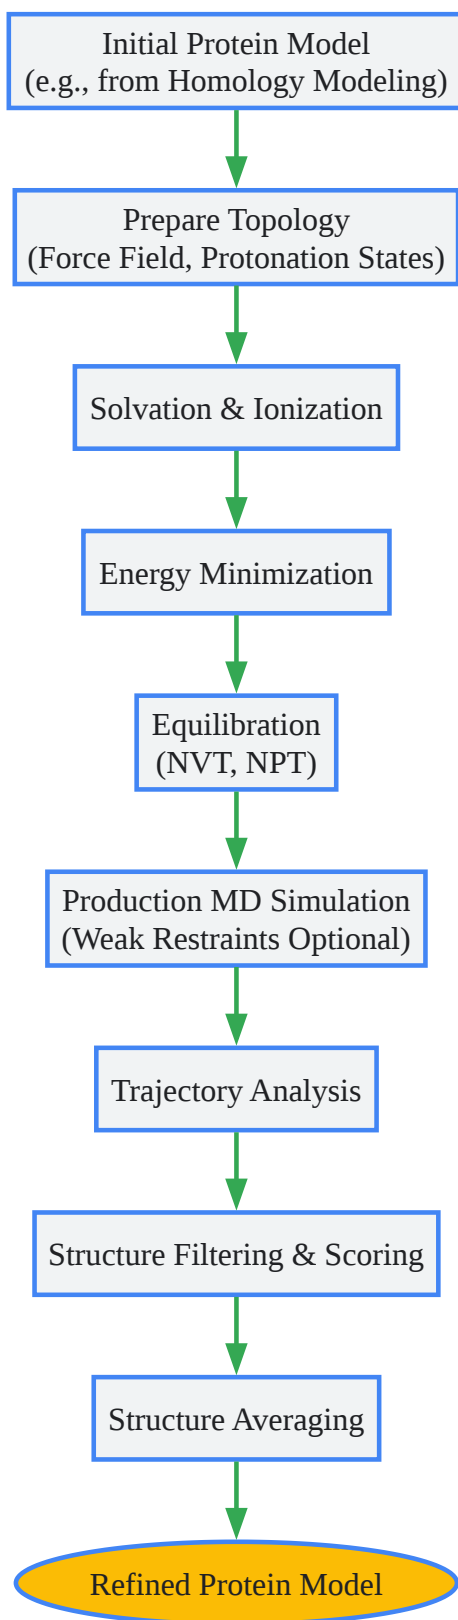 Initial Protein Model
(e.g., from Homology Modeling)
Prepare Topology
(Force Field, Protonation States)
Solvation & Ionization
Energy Minimization
Equilibration
(NVT, NPT)
Production MD Simulation
(Weak Restraints Optional)
Trajectory Analysis
Structure Filtering & Scoring
Structure Averaging
Refined Protein Model